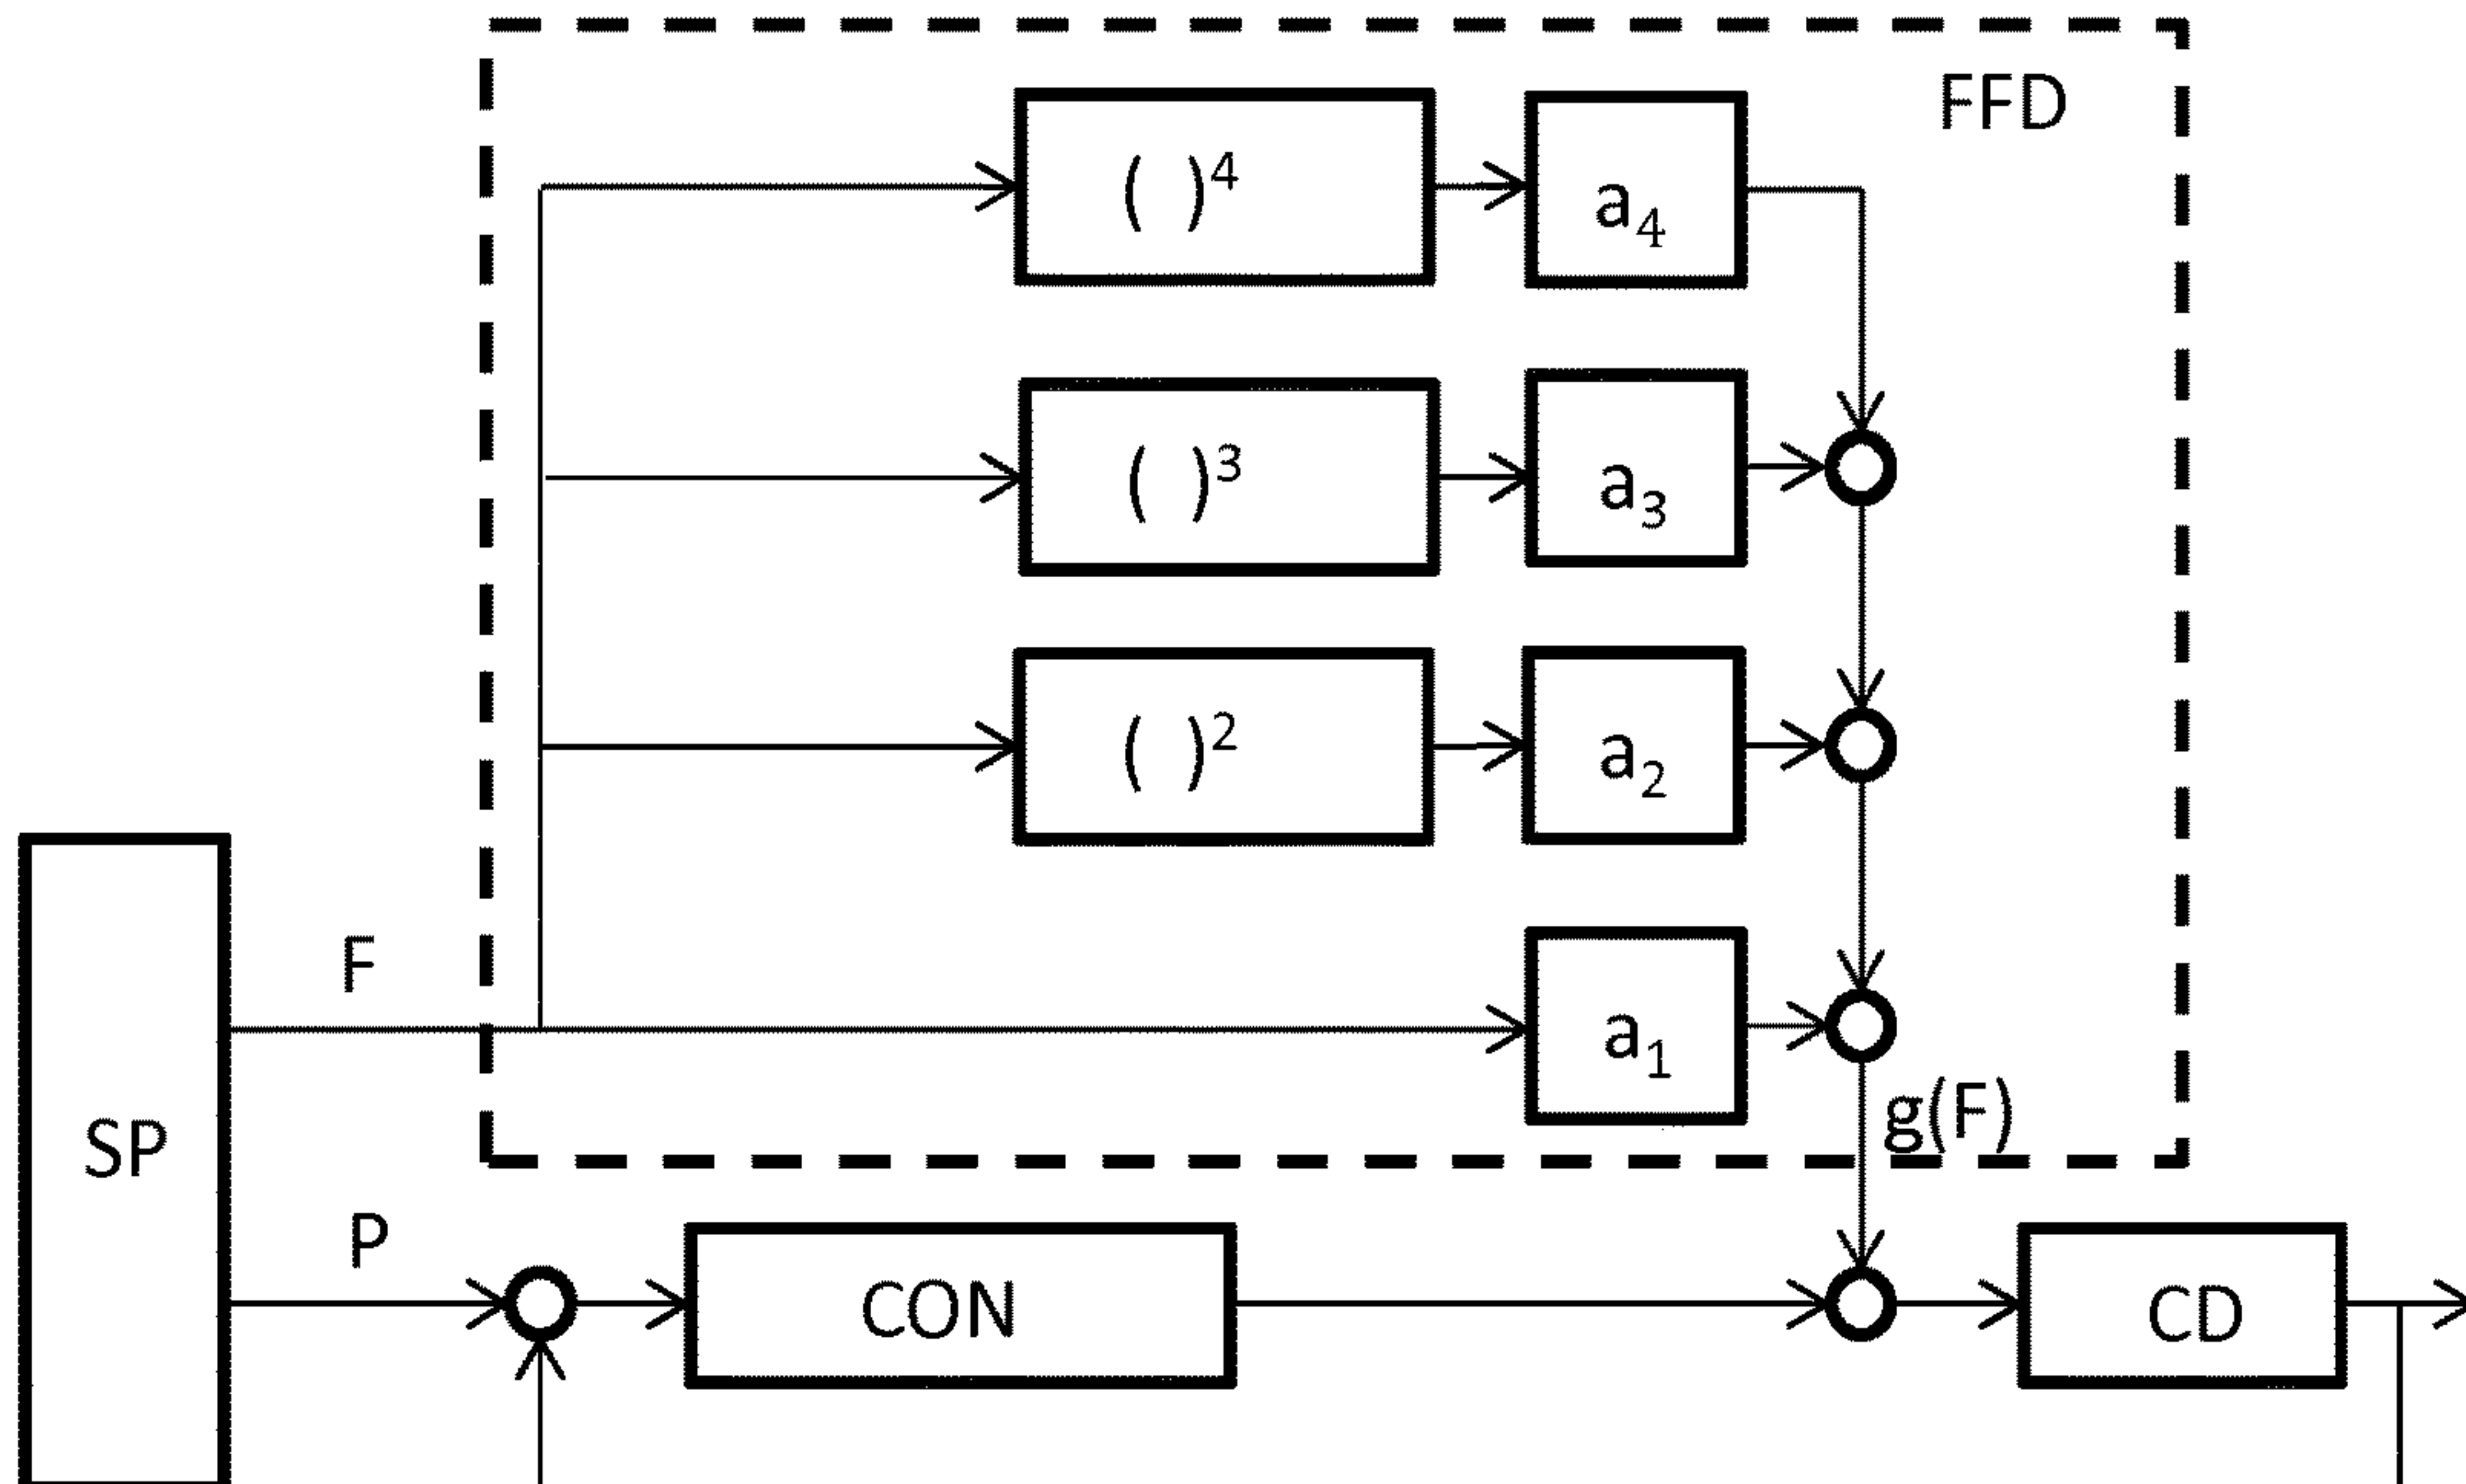 FFD
( )⁴
a₄
( )³
a₃
( )²
a₂
F
a₁
g(F)
SP
P
CON
CD